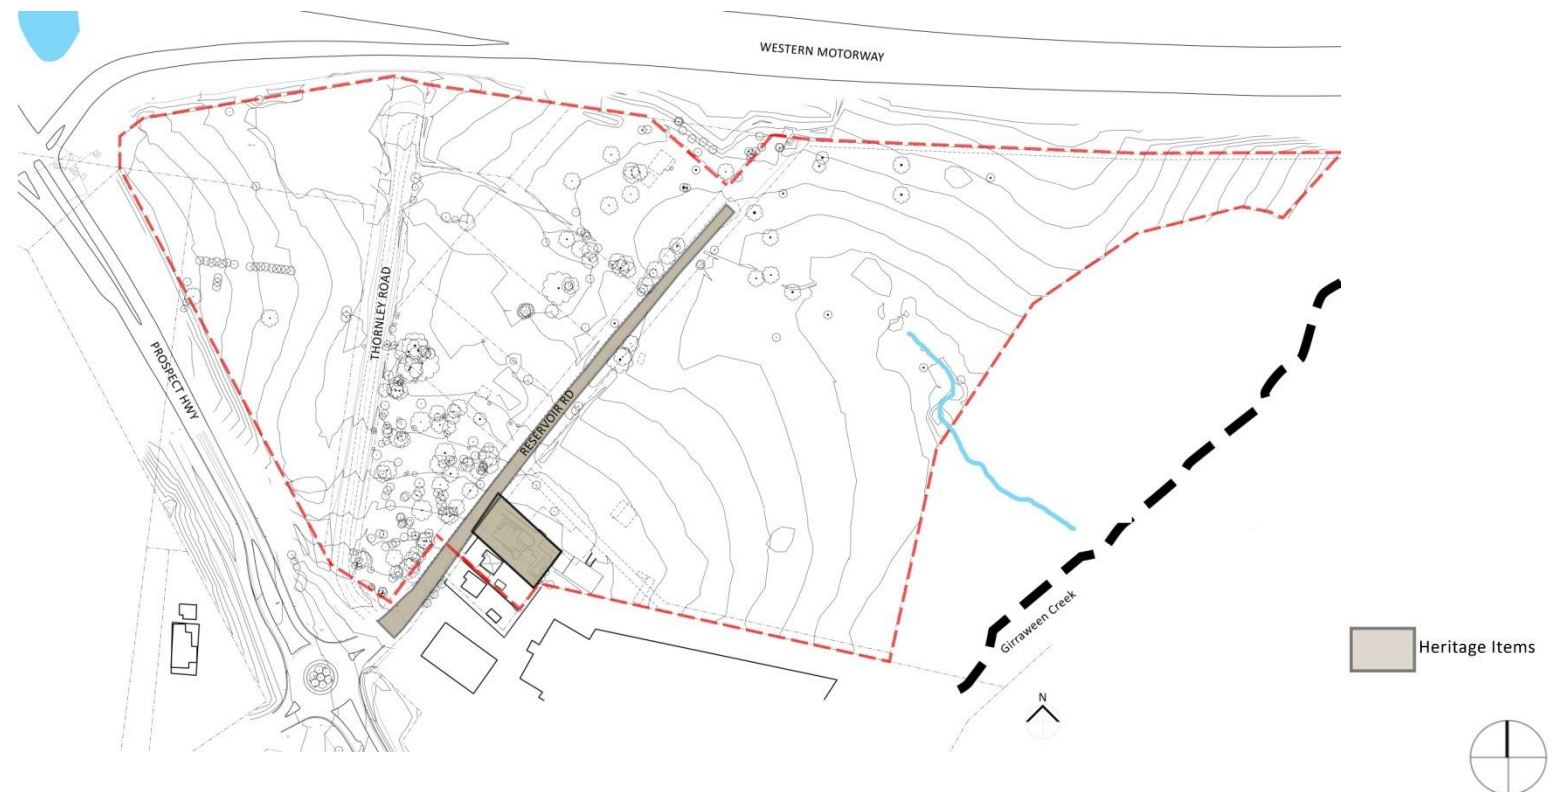 WESTERN MOTORWAY
THORNLEY ROAD
PROSPECT HWY
RESERVOIR RD
Girraween Creek
Heritage Items
N